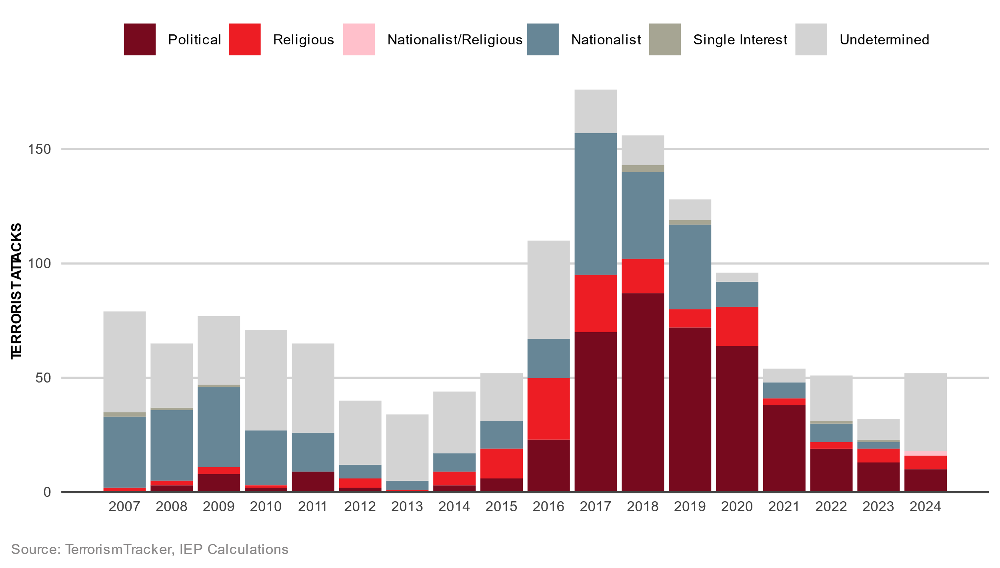 Political Religious Nationalist/Religious Nationalist Single Interest Undetermined
TERRORIST ATTACKS
150
100
50
0
2007 2008 2009 2010 2011 2012 2013 2014 2015 2016 2017 2018 2019 2020 2021 2022 2023 2024
Source: TerrorismTracker, IEP Calculations